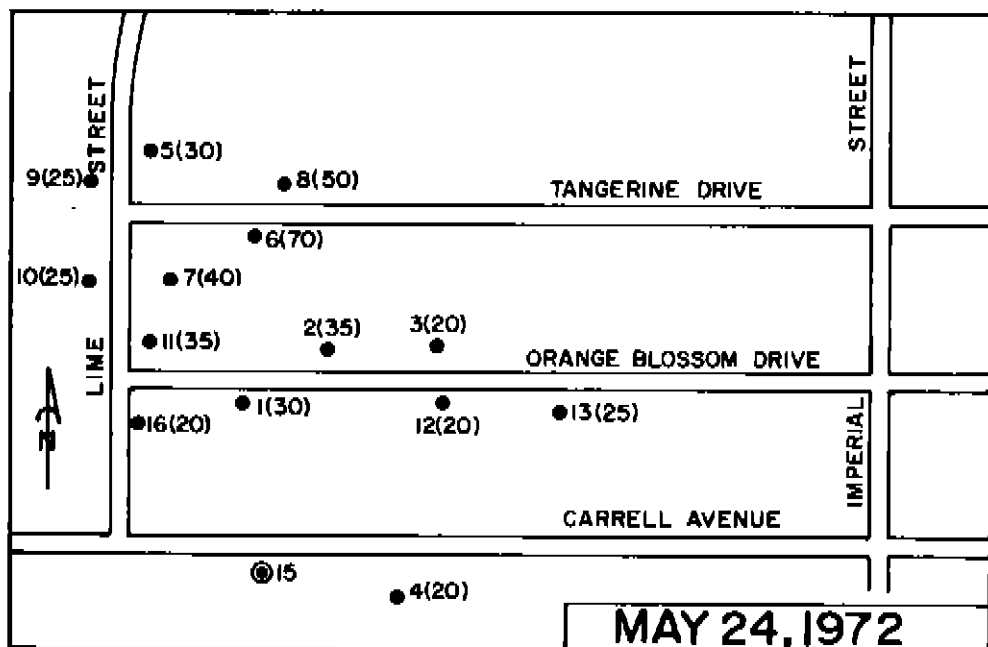 STREET
STREET
5(30)
9(25)
8(50)
TANGERINE DRIVE
6(70)
10(25)
7(40)
11(35)
2(35)
3(20)
ORANGE BLOSSOM DRIVE
LIME
1(30)
16(20)
12(20)
13(25)
N
IMPERIAL
CARRELL AVENUE
15
4(20)
MAY 24, 1972